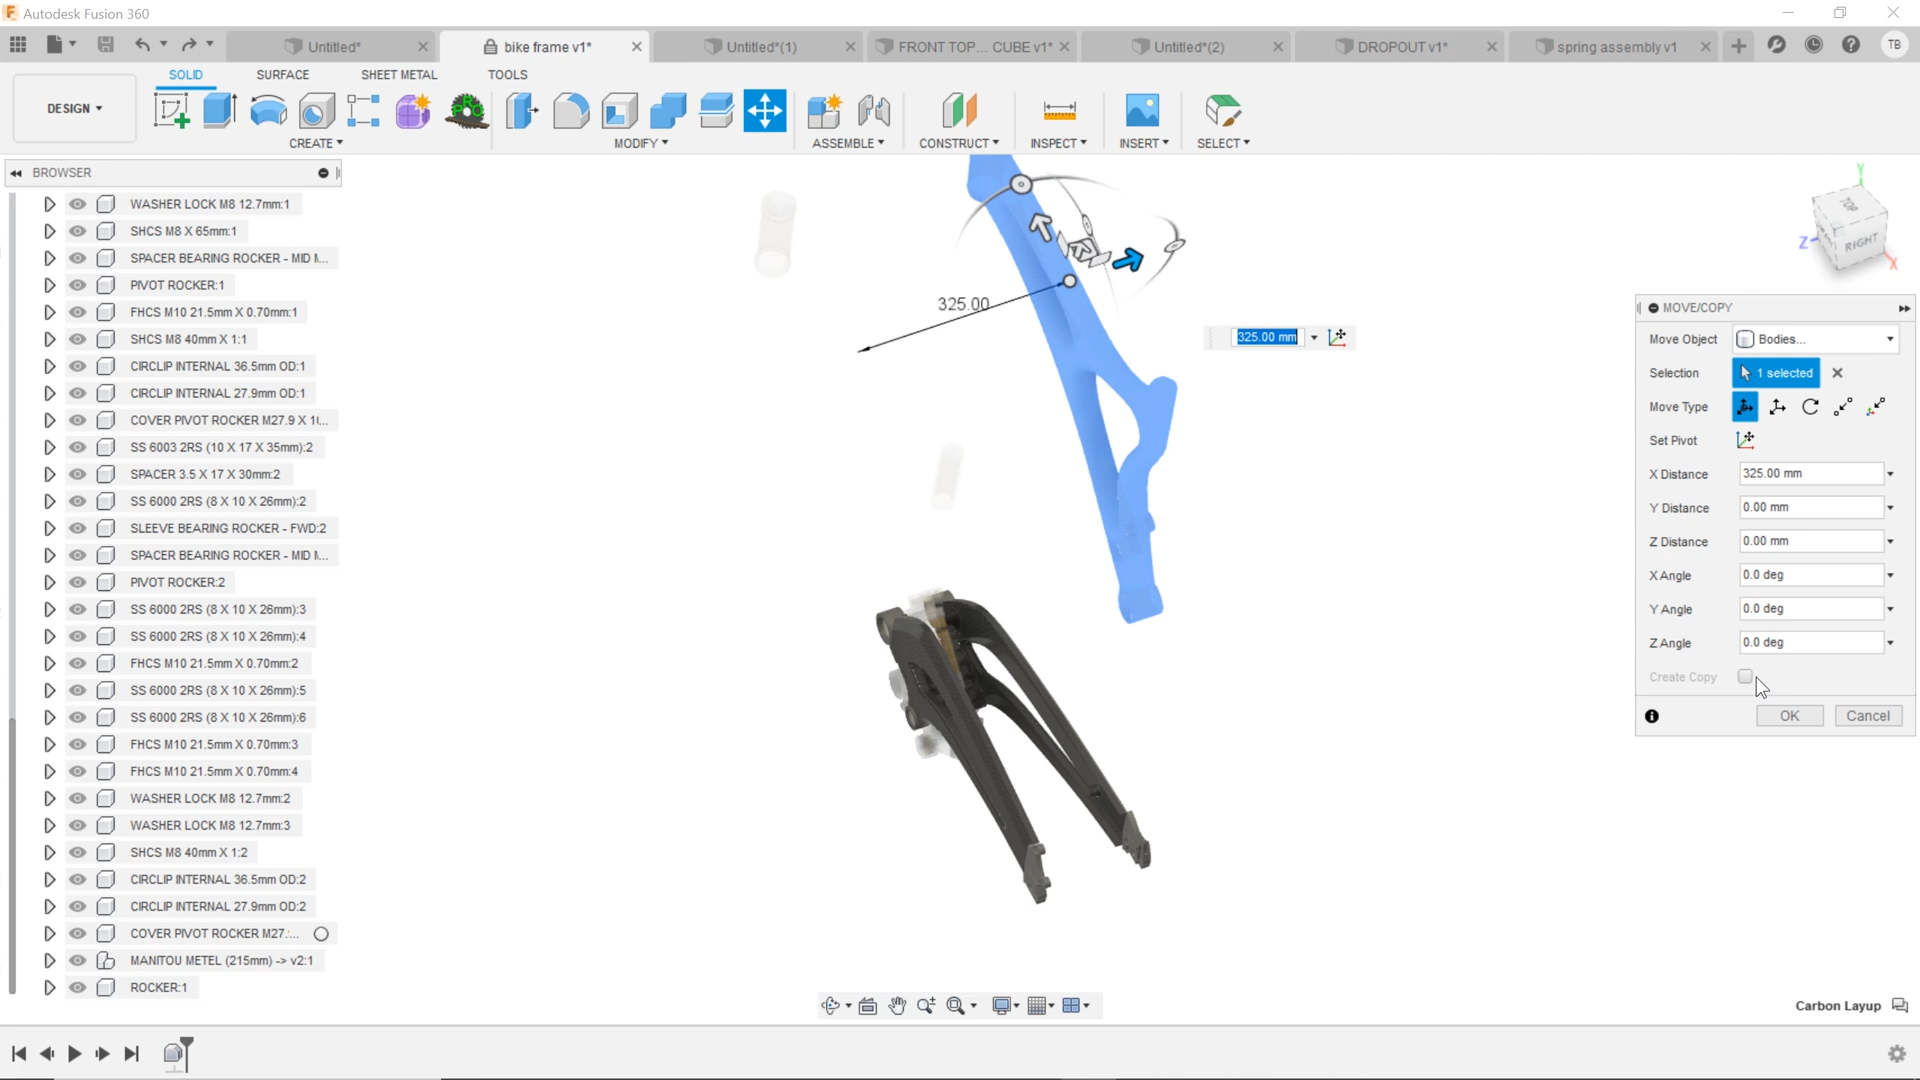 Autodesk Fusion 360
Untitled*
bike frame v1*
Untitled*(1)
FRONT TOP... CUBE v1*
Untitled*(2)
DROPOUT v1*
spring assembly v1
TB
DESIGN
SOLID
SURFACE
SHEET METAL
TOOLS
CREATE
MODIFY
ASSEMBLE
CONSTRUCT
INSPECT
INSERT
SELECT
BROWSER
WASHER LOCK M8 12.7mm:1
SHCS M8 X 65mm:1
SPACER BEARING ROCKER - MID I...
PIVOT ROCKER:1
FHCS M10 21.5mm X 0.70mm:1
SHCS M8 40mm X 1:1
CIRCLIP INTERNAL 36.5mm OD:1
CIRCLIP INTERNAL 27.9mm OD:1
COVER PIVOT ROCKER M27.9 X 1(...
SS 6003 2RS (10 X 17 X 35mm):2
SPACER 3.5 X 17 X 30mm:2
SS 6000 2RS (8 X 10 X 26mm):2
SLEEVE BEARING ROCKER - FWD:2
SPACER BEARING ROCKER - MID I...
PIVOT ROCKER:2
SS 6000 2RS (8 X 10 X 26mm):3
SS 6000 2RS (8 X 10 X 26mm):4
FHCS M10 21.5mm X 0.70mm:2
SS 6000 2RS (8 X 10 X 26mm):5
SS 6000 2RS (8 X 10 X 26mm):6
FHCS M10 21.5mm X 0.70mm:3
FHCS M10 21.5mm X 0.70mm:4
WASHER LOCK M8 12.7mm:2
WASHER LOCK M8 12.7mm:3
SHCS M8 40mm X 1:2
CIRCLIP INTERNAL 36.5mm OD:2
CIRCLIP INTERNAL 27.9mm OD:2
COVER PIVOT ROCKER M27....
MANITOU METEL (215mm) -> v2:1
ROCKER:1
325.00
325.00 mm
Y
Z
X
TOP
RIGHT
MOVE/COPY
Move Object
Bodies...
Selection
1 selected
Move Type
Set Pivot
X Distance
325.00 mm
Y Distance
0.00 mm
Z Distance
0.00 mm
X Angle
0.0 deg
Y Angle
0.0 deg
Z Angle
0.0 deg
Create Copy
OK
Cancel
Carbon Layup